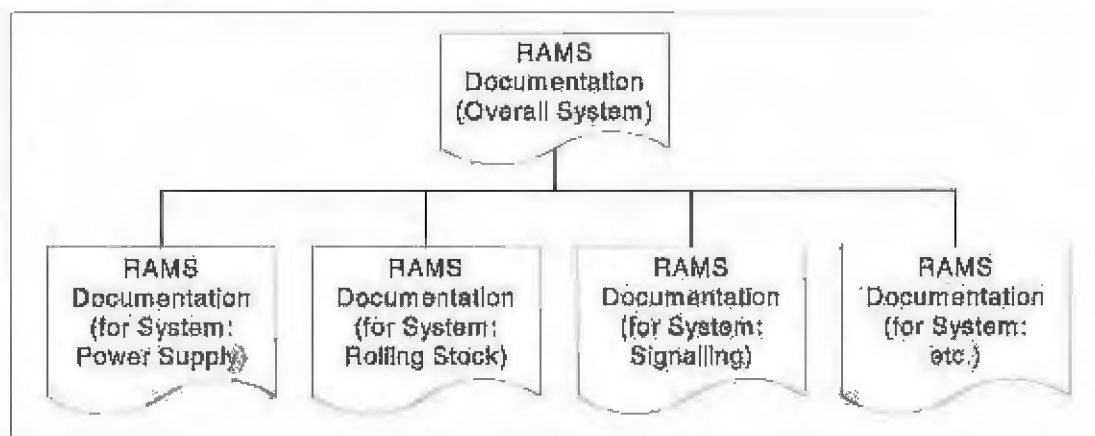 RAMS
Documentation
(Overall System)
RAMS
Documentation
(for System:
Power Supply)
RAMS
Documentation
(for System:
Rolling Stock)
RAMS
Documentation
(for System:
Signalling)
RAMS
Documentation
(for System:
etc.)